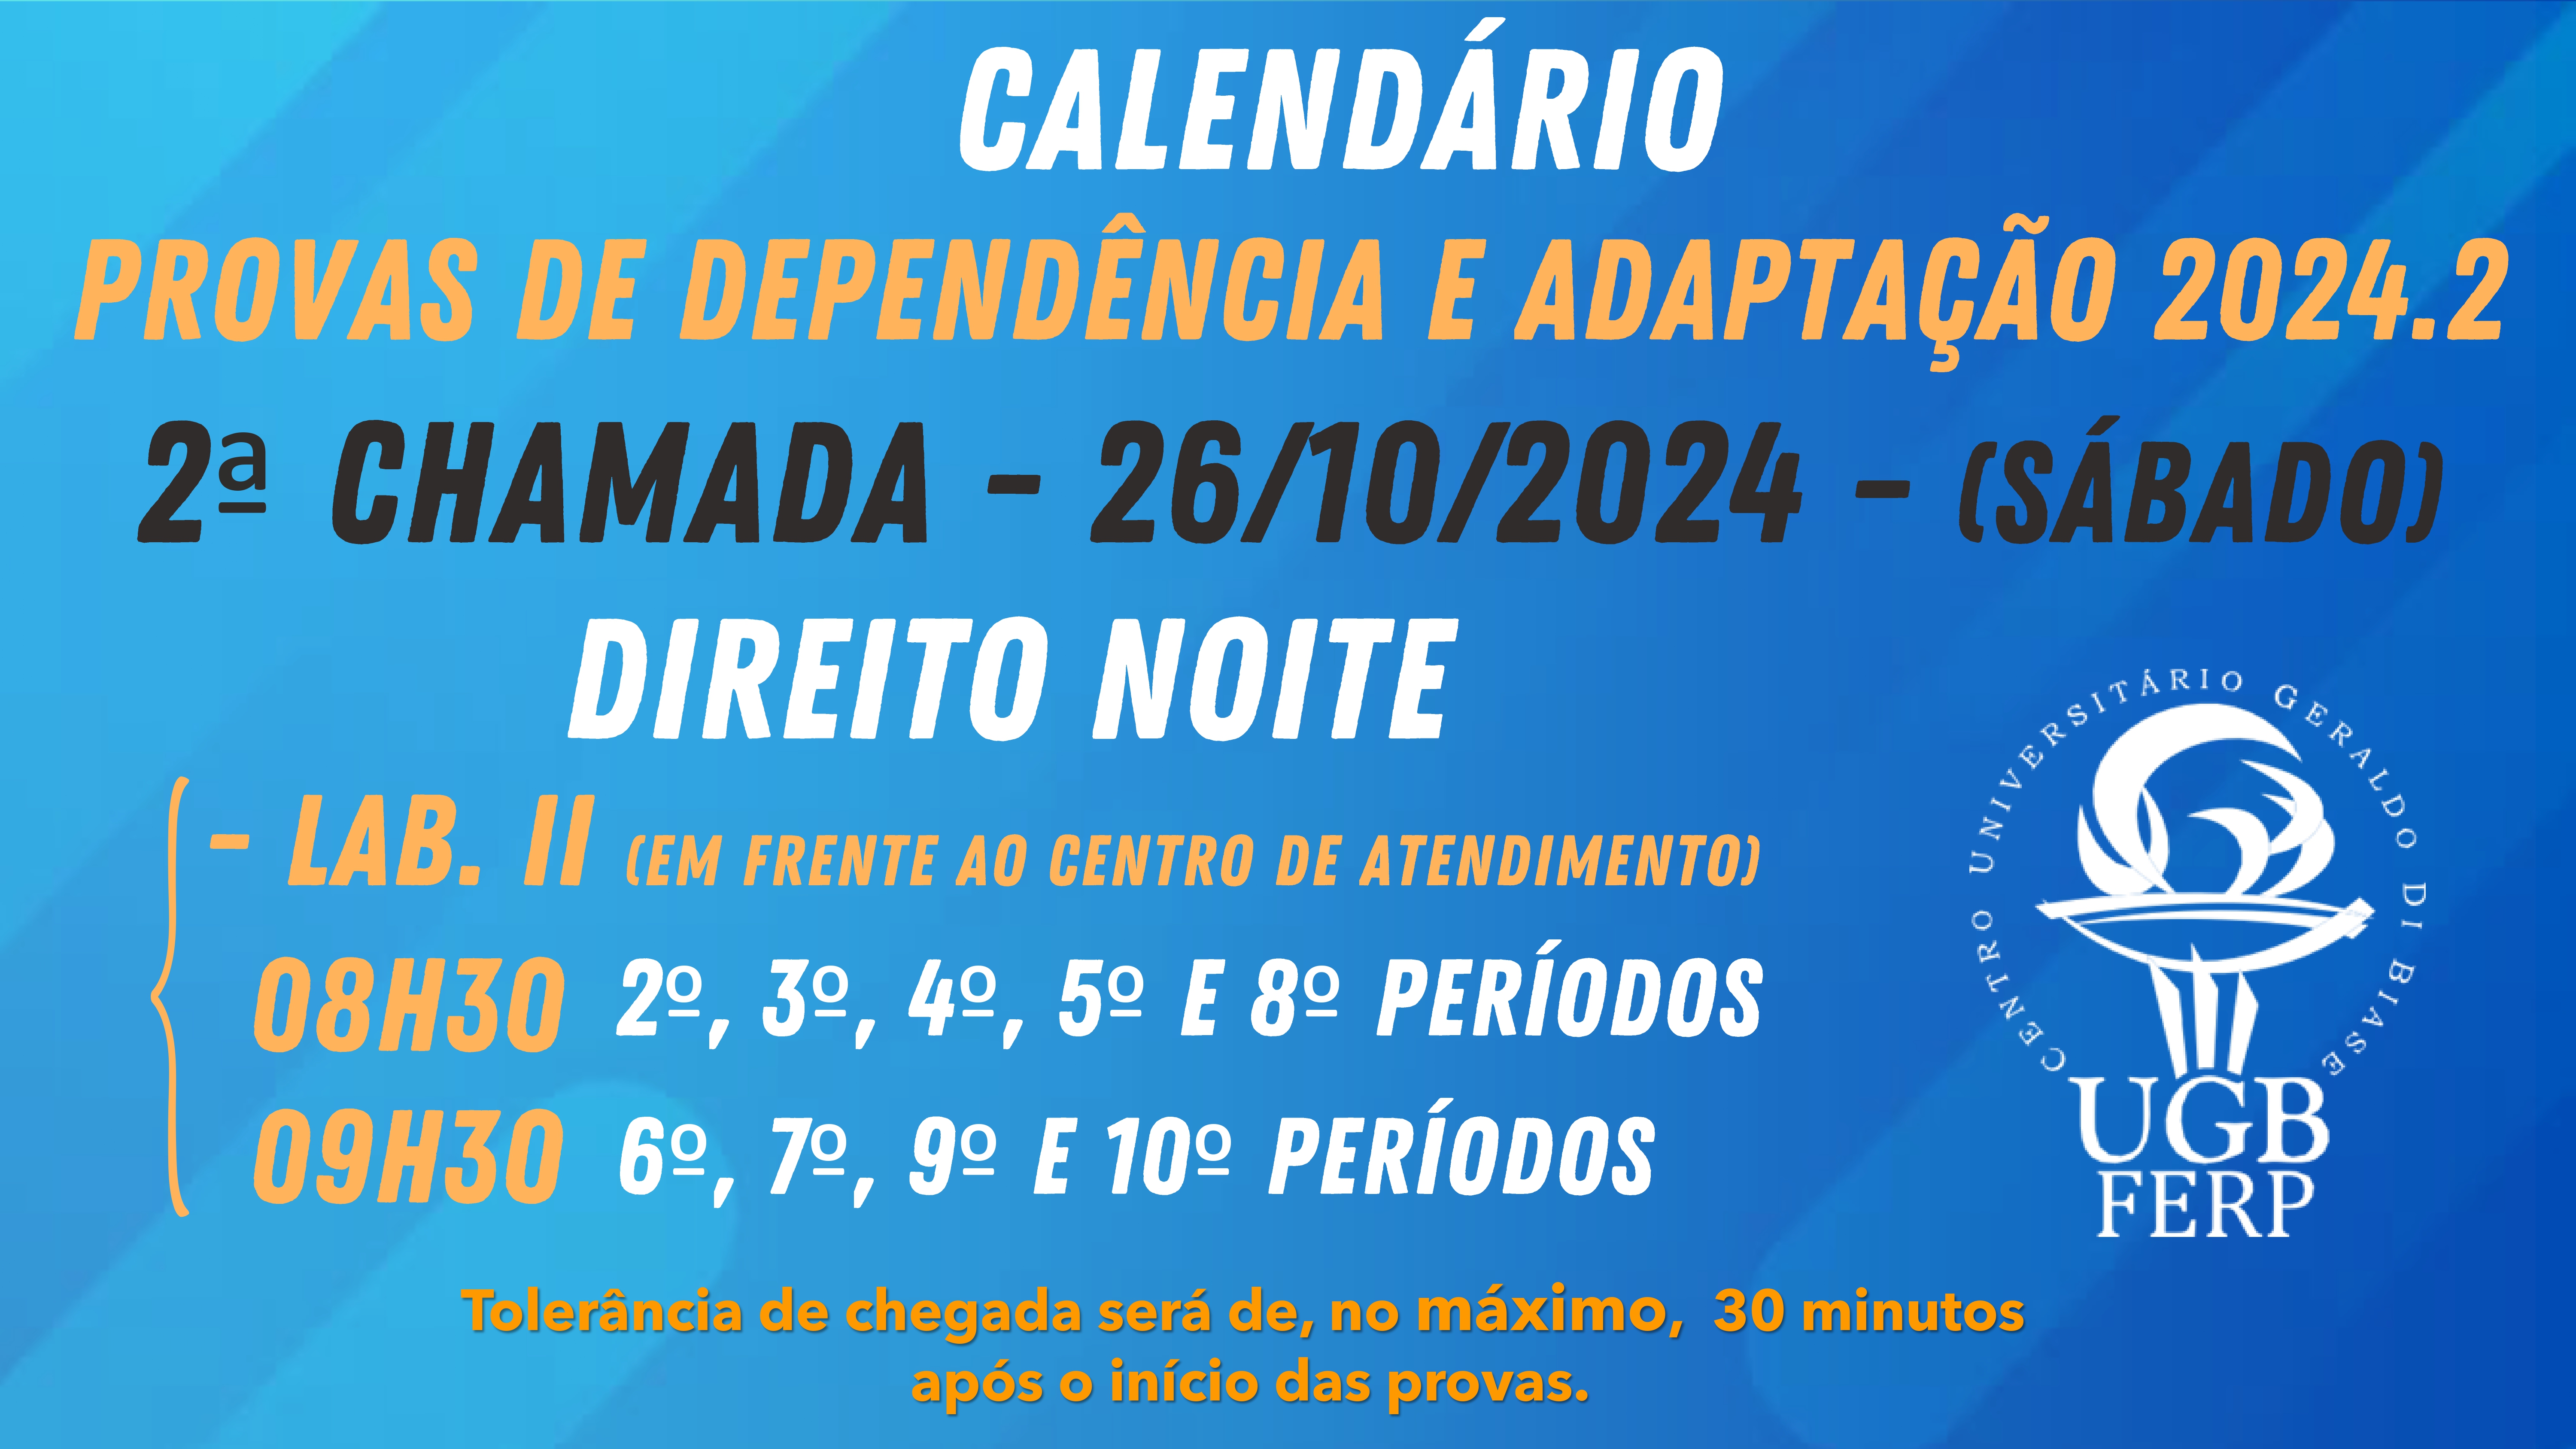 CALENDÁRIO
PROVAS DE DEPENDÊNCIA E ADAPTAÇÃO 2024.2
2ª CHAMADA - 26/10/2024 - (SÁBADO)
DIREITO NOITE
- LAB. II (EM FRENTE AO CENTRO DE ATENDIMENTO)
08H30 2º, 3º, 4º, 5º E 8º PERÍODOS
09H30 6º, 7º, 9º E 10º PERÍODOS
CENTRO UNIVERSITÁRIO GERALDO DI BIASE
UGB
FERP
Tolerância de chegada será de, no máximo, 30 minutos
após o início das provas.